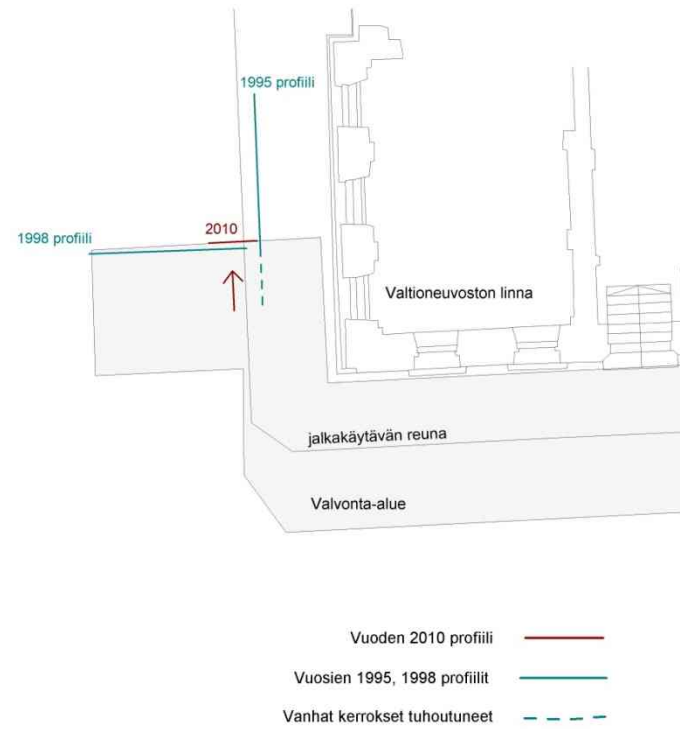 1995 profiili
2010
1998 profiili
Valtioneuvoston linna
jalkakäytävän reuna
Valvonta-alue
Vuoden 2010 profiili
Vuosien 1995, 1998 profiilit
Vanhat kerrokset tuhoutuneet